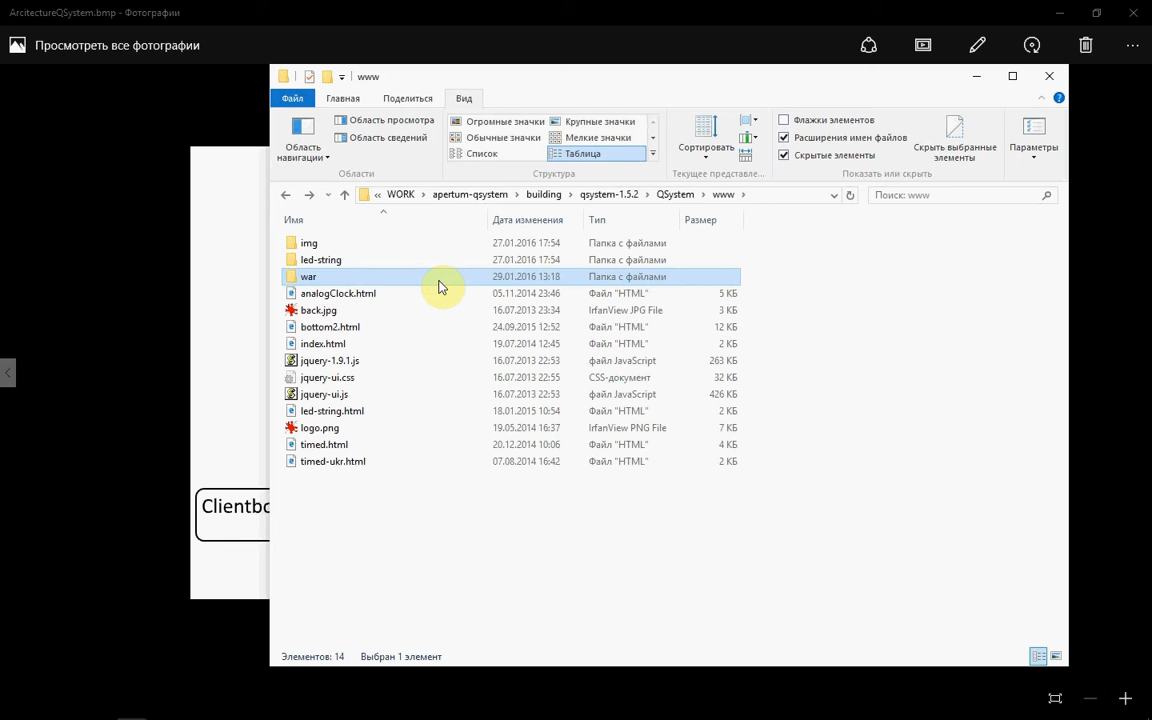 ArcitectureQSystem.bmp - Фотографии
Просмотреть все фотографии
www
Файл Главная Поделиться Вид
Область навигации
Область просмотра
Область сведений
Области
Огромные значки Крупные значки
Обычные значки Мелкие значки
Список Таблица
Структура
Сортировать
Текущее представле...
Флажки элементов
Расширения имен файлов
Скрытые элементы
Скрыть выбранные элементы
Показать или скрыть
Параметры
« WORK › apertum-qsystem › building › qsystem-1.5.2 › QSystem › www ›
Поиск: www
Имя Дата изменения Тип Размер
img 27.01.2016 17:54 Папка с файлами
led-string 27.01.2016 17:54 Папка с файлами
war 29.01.2016 13:18 Папка с файлами
analogClock.html 05.11.2014 23:46 Файл "HTML" 5 КБ
back.jpg 16.07.2013 23:34 IrfanView JPG File 3 КБ
bottom2.html 24.09.2015 12:52 Файл "HTML" 12 КБ
index.html 19.07.2014 12:45 Файл "HTML" 2 КБ
jquery-1.9.1.js 16.07.2013 22:53 файл JavaScript 263 КБ
jquery-ui.css 16.07.2013 22:55 CSS-документ 32 КБ
jquery-ui.js 16.07.2013 22:53 файл JavaScript 426 КБ
led-string.html 18.01.2015 10:54 Файл "HTML" 2 КБ
logo.png 19.05.2014 16:37 IrfanView PNG File 7 КБ
timed.html 20.12.2014 10:06 Файл "HTML" 4 КБ
timed-ukr.html 07.08.2014 16:42 Файл "HTML" 2 КБ
Clientbo
Элементов: 14 Выбран 1 элемент